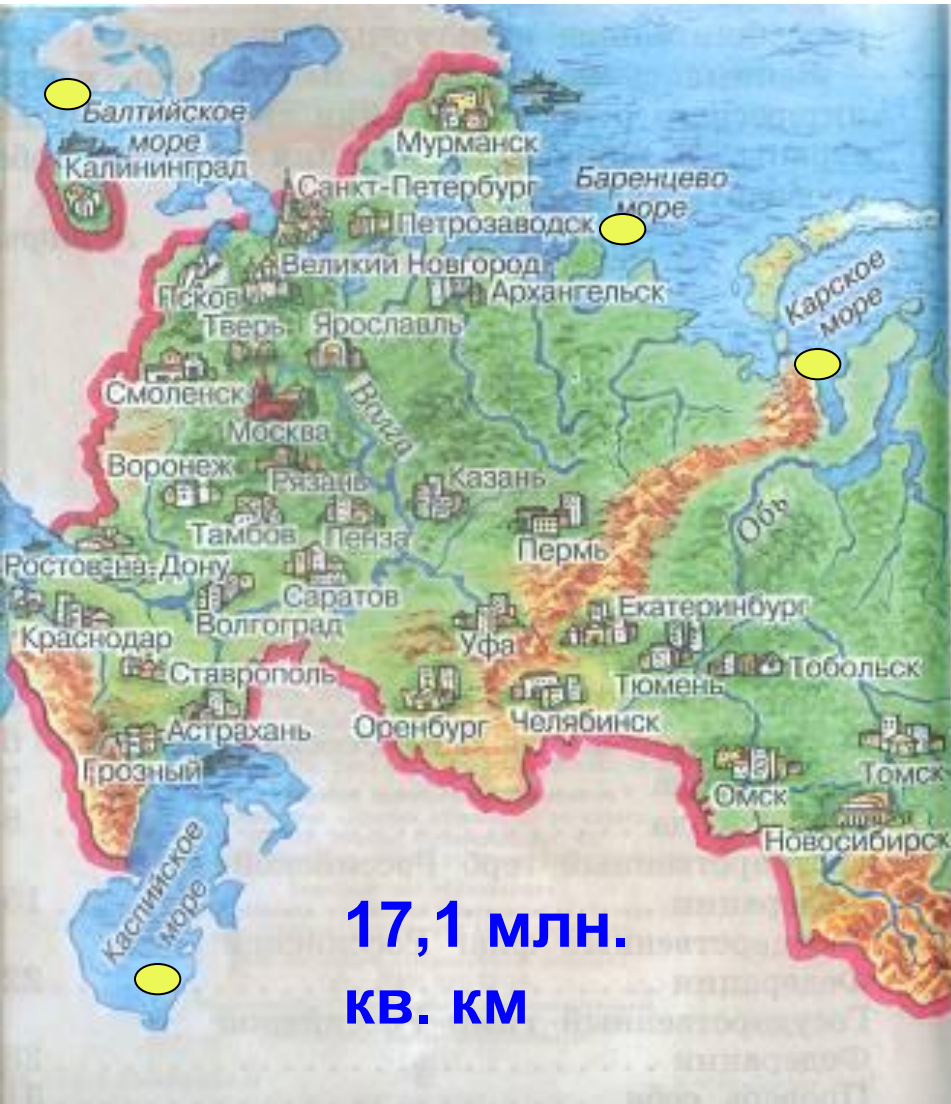 Балтийское
море
Калининград
Мурманск
Санкт-Петербург
Баренцево
море
Петрозаводск
Великий Новгород
Псков
Архангельск
Карское
море
Тверь
Ярославль
Смоленск
Волга
Москва
Воронеж
Рязань
Казань
Тамбов
Пенза
Пермь
Обь
Ростов-на-Дону
Саратов
Екатеринбург
Краснодар
Волгоград
Уфа
Ставрополь
Тюмень
Тобольск
Астрахань
Оренбург
Челябинск
Грозный
Омск
Томск
Новосибирск
Каспийское
море
17,1 млн.
кв. км